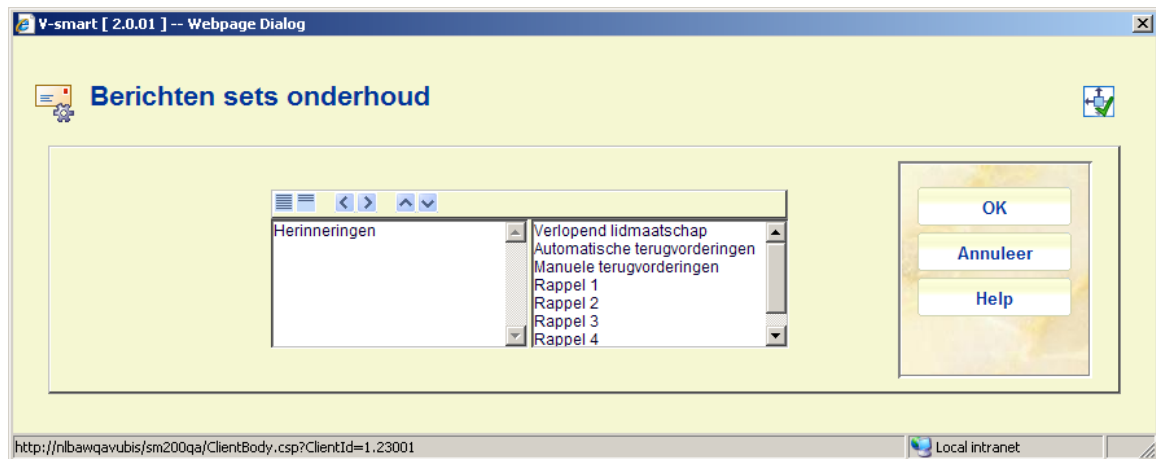 V-smart [ 2.0.01 ] -- Webpage Dialog
Berichten sets onderhoud
Herinneringen
Verlopend lidmaatschap
Automatische terugvorderingen
Manuele terugvorderingen
Rappel 1
Rappel 2
Rappel 3
Rappel 4
OK
Annuleer
Help
http://nlbawqavubis/sm200qa/ClientBody.csp?ClientId=1.23001
Local intranet